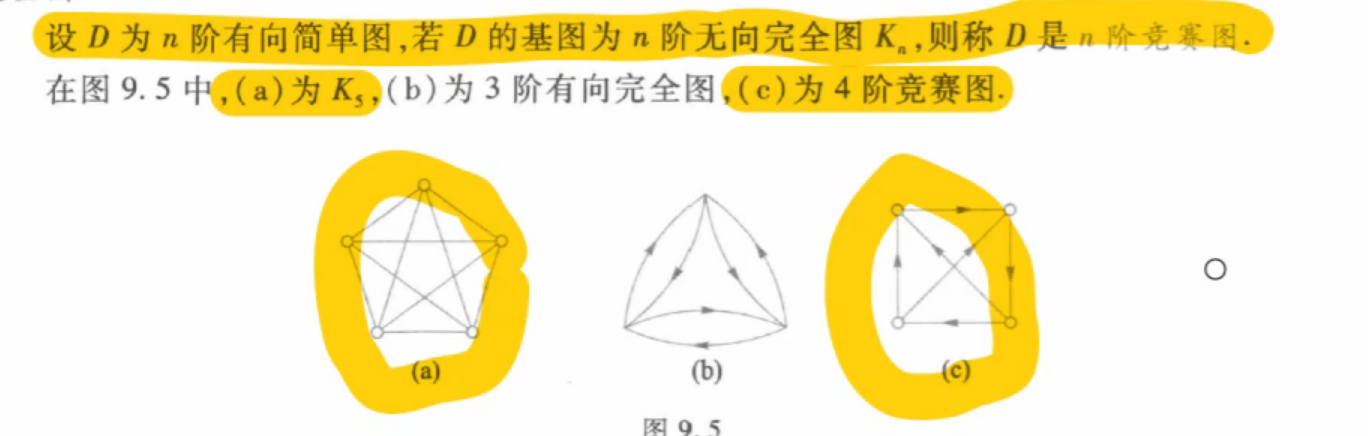 设 D 为 n 阶有向简单图,若 D 的基图为 n 阶无向完全图 Kₙ,则称 D 是 n 阶竞赛图.
在图 9.5 中,(a)为 K₅,(b)为 3 阶有向完全图,(c)为 4 阶竞赛图.
(a) (b) (c)
图 9.5